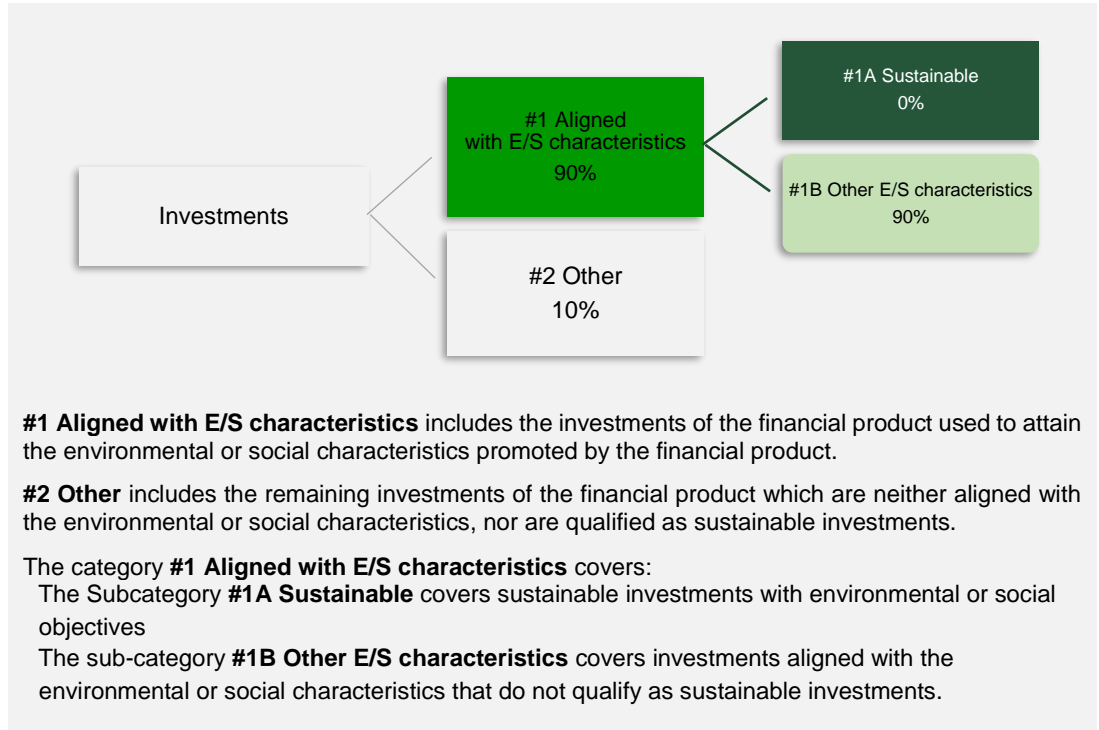 #1A Sustainable
0%
#1 Aligned
with E/S characteristics
90%
Investments
#1B Other E/S characteristics
90%
#2 Other
10%
#1 Aligned with E/S characteristics includes the investments of the financial product used to attain
the environmental or social characteristics promoted by the financial product.
#2 Other includes the remaining investments of the financial product which are neither aligned with
the environmental or social characteristics, nor are qualified as sustainable investments.
The category #1 Aligned with E/S characteristics covers:
The Subcategory #1A Sustainable covers sustainable investments with environmental or social
objectives
The sub-category #1B Other E/S characteristics covers investments aligned with the
environmental or social characteristics that do not qualify as sustainable investments.